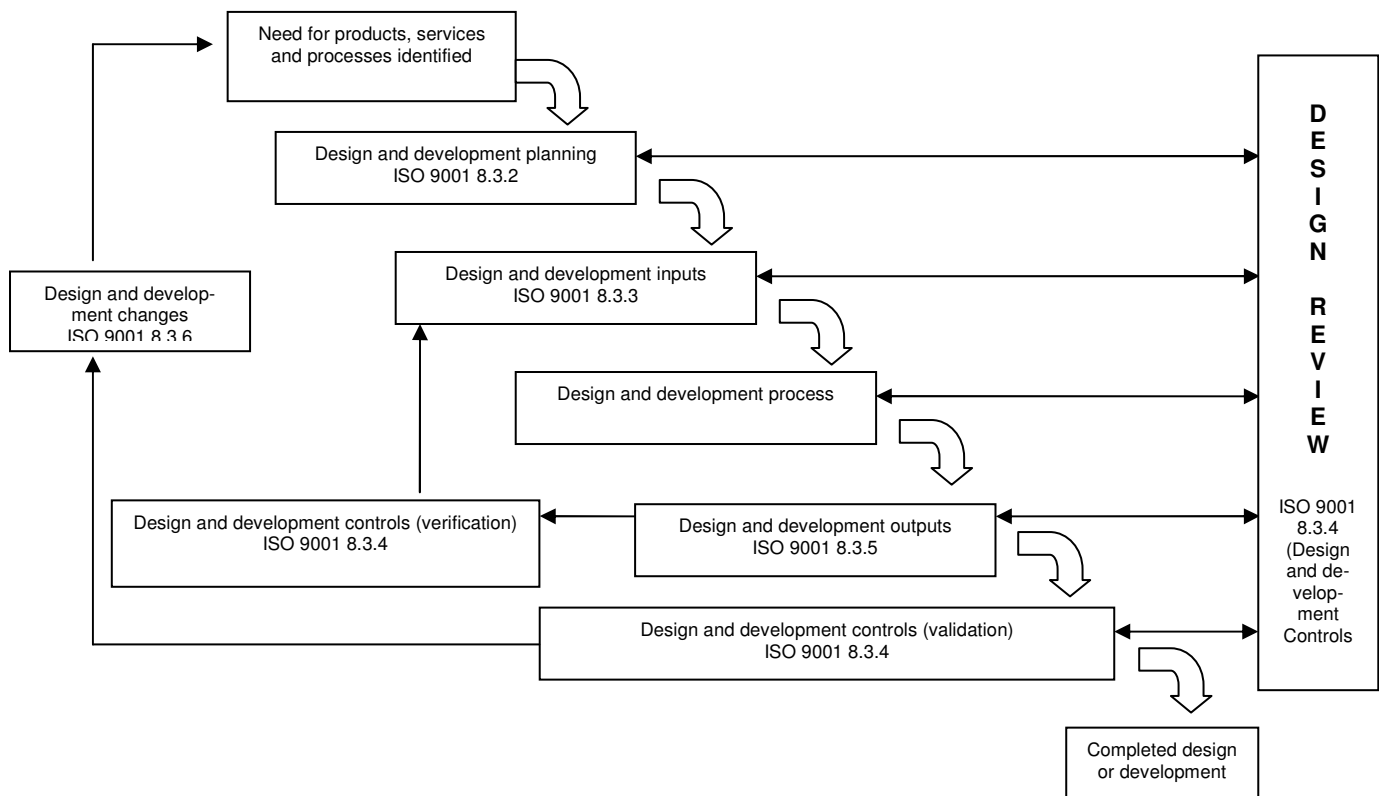 Need for products, services
and processes identified
Design and development planning
ISO 9001 8.3.2
Design and development inputs
ISO 9001 8.3.3
Design and develop-
ment changes
ISO 9001 8.3.6
Design and development process
Design and development controls (verification)
ISO 9001 8.3.4
Design and development outputs
ISO 9001 8.3.5
Design and development controls (validation)
ISO 9001 8.3.4
Completed design
or development
DESIGN REVIEW
ISO 9001
8.3.4
(Design
and de-
velop-
ment
Controls